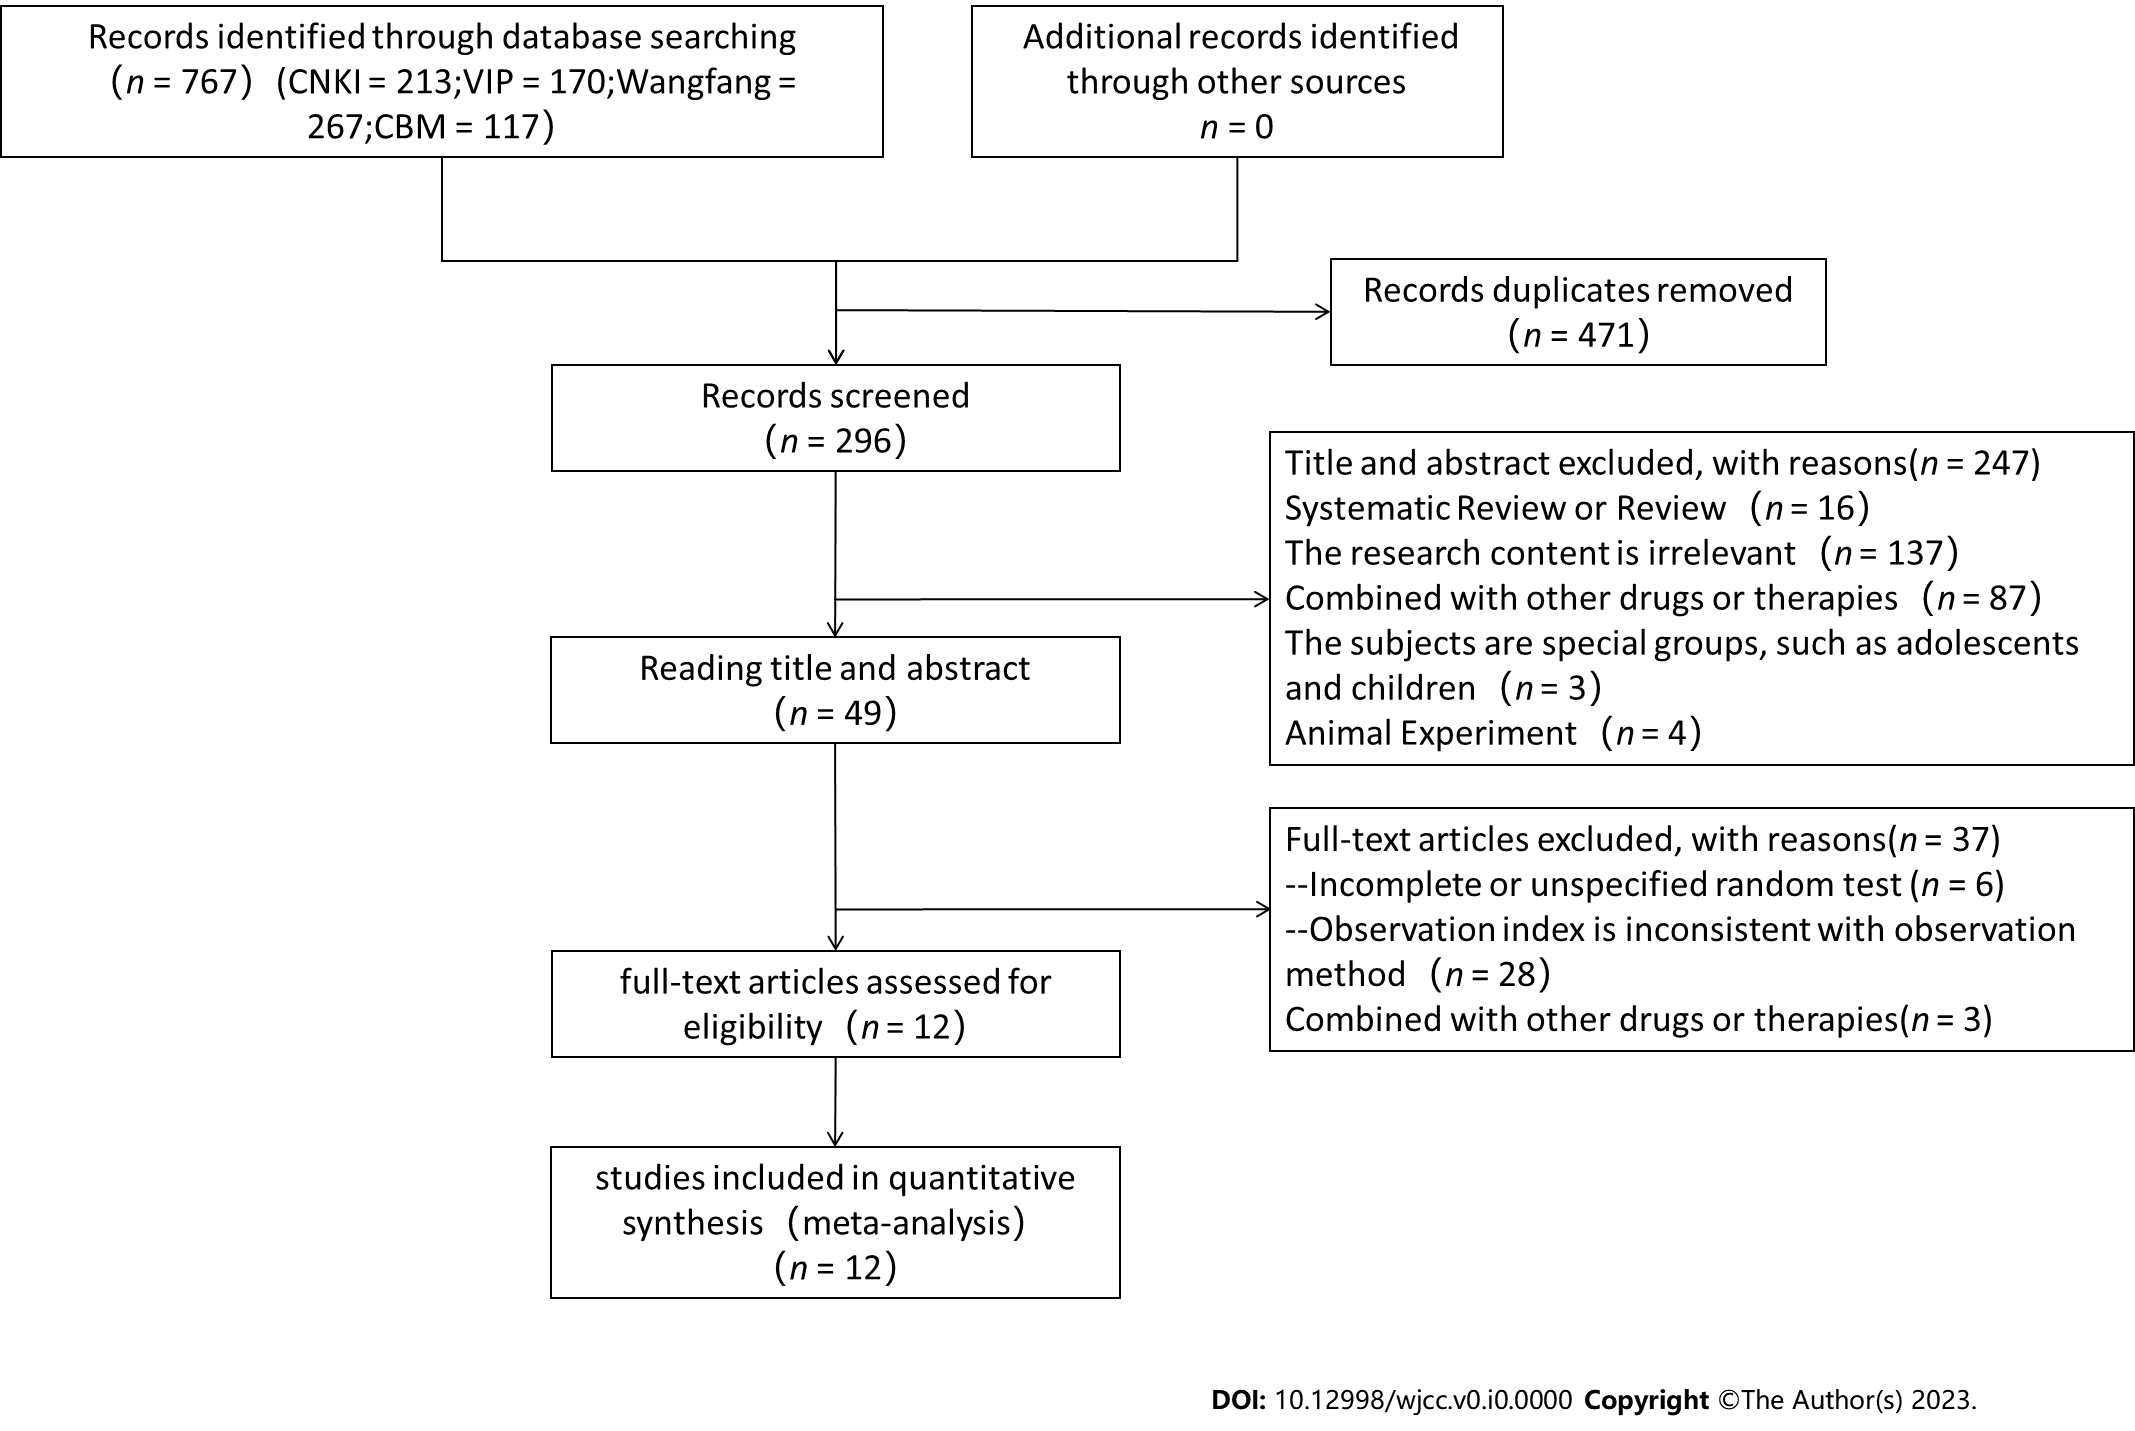 Records identified through database searching
(n = 767) (CNKI = 213;VIP = 170;Wangfang =
267;CBM = 117)
Additional records identified
through other sources
n = 0
Records duplicates removed
(n = 471)
Records screened
(n = 296)
Title and abstract excluded, with reasons(n = 247)
Systematic Review or Review (n = 16)
The research content is irrelevant (n = 137)
Combined with other drugs or therapies (n = 87)
The subjects are special groups, such as adolescents
and children (n = 3)
Animal Experiment (n = 4)
Reading title and abstract
(n = 49)
Full-text articles excluded, with reasons(n = 37)
--Incomplete or unspecified random test (n = 6)
--Observation index is inconsistent with observation
method (n = 28)
Combined with other drugs or therapies(n = 3)
full-text articles assessed for
eligibility (n = 12)
studies included in quantitative
synthesis (meta-analysis)
(n = 12)
DOI: 10.12998/wjcc.v0.i0.0000 Copyright ©The Author(s) 2023.